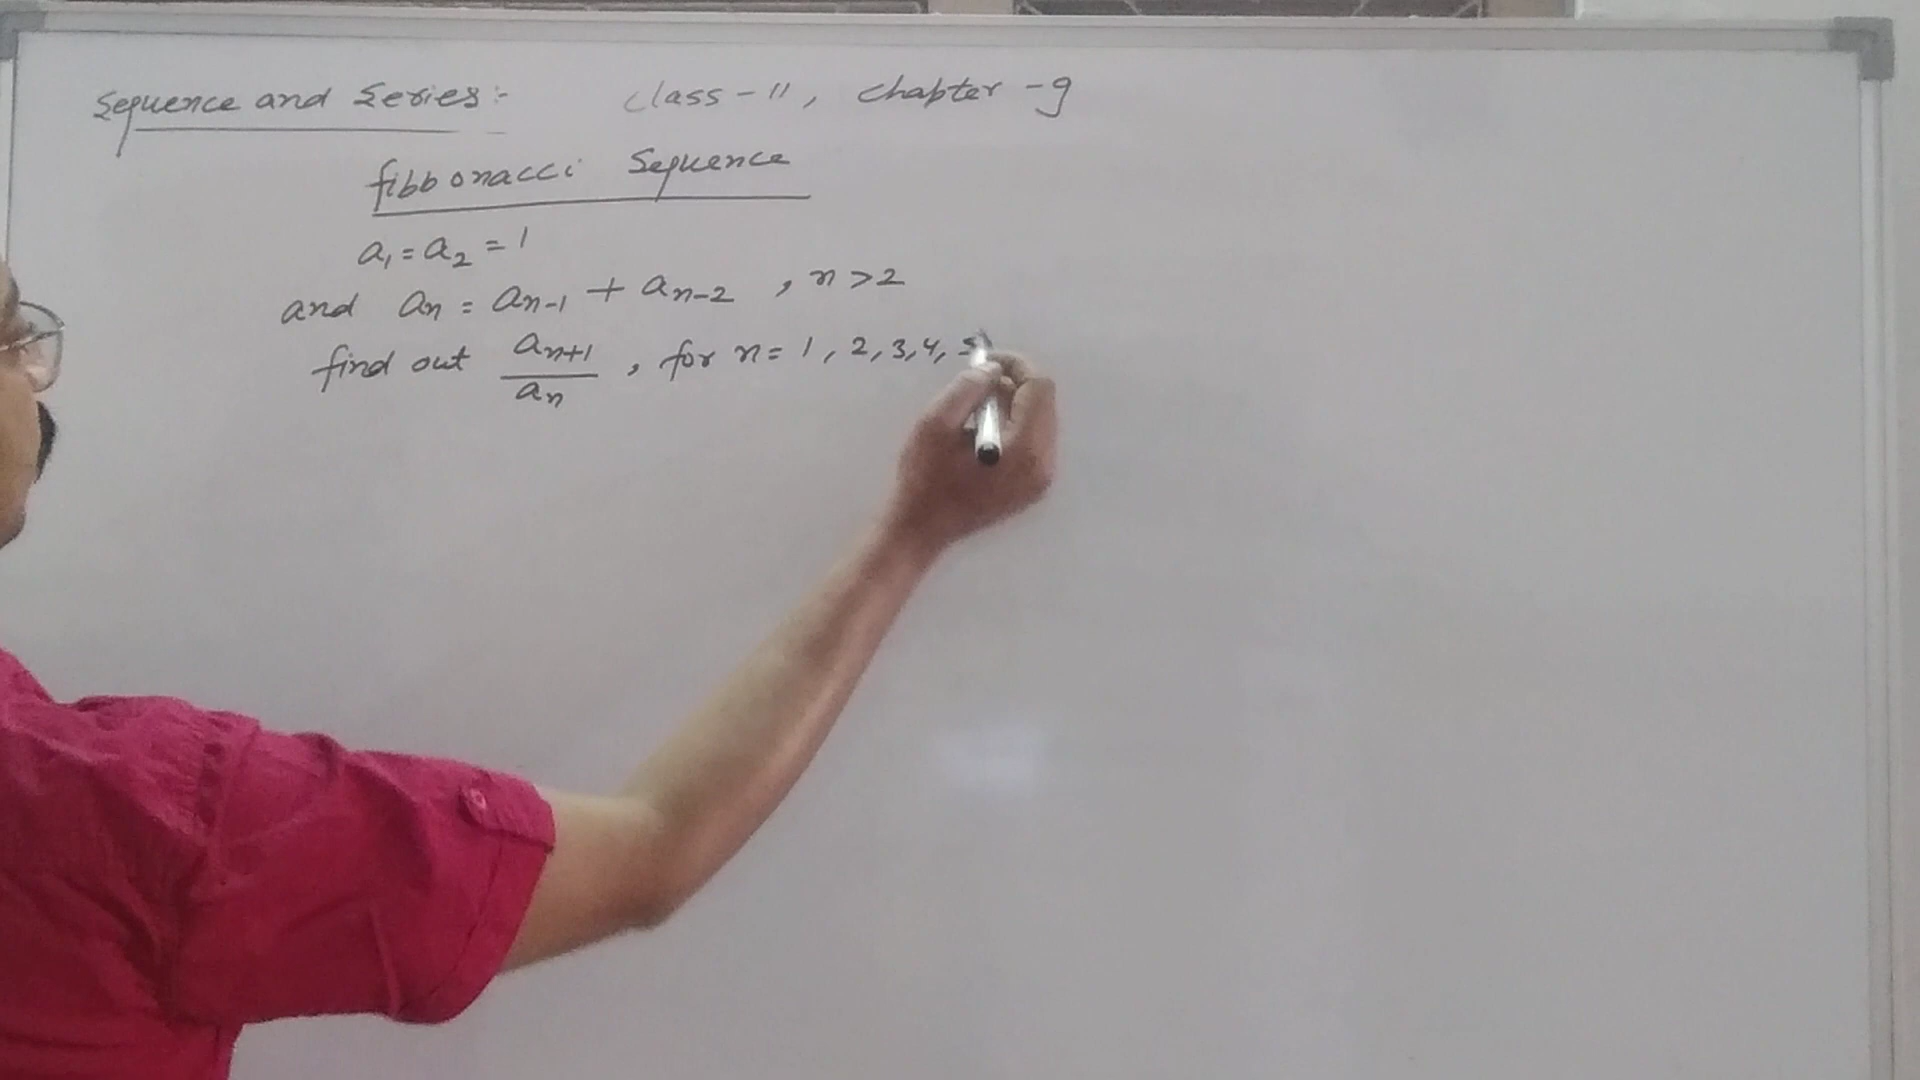 Sequence and Series:- Class-11, Chapter-9
fibbonacci Sequence
a₁ = a₂ = 1
and aₙ = aₙ₋₁ + aₙ₋₂ , n > 2
find out aₙ₊₁/aₙ , for n = 1, 2, 3, 4, 5